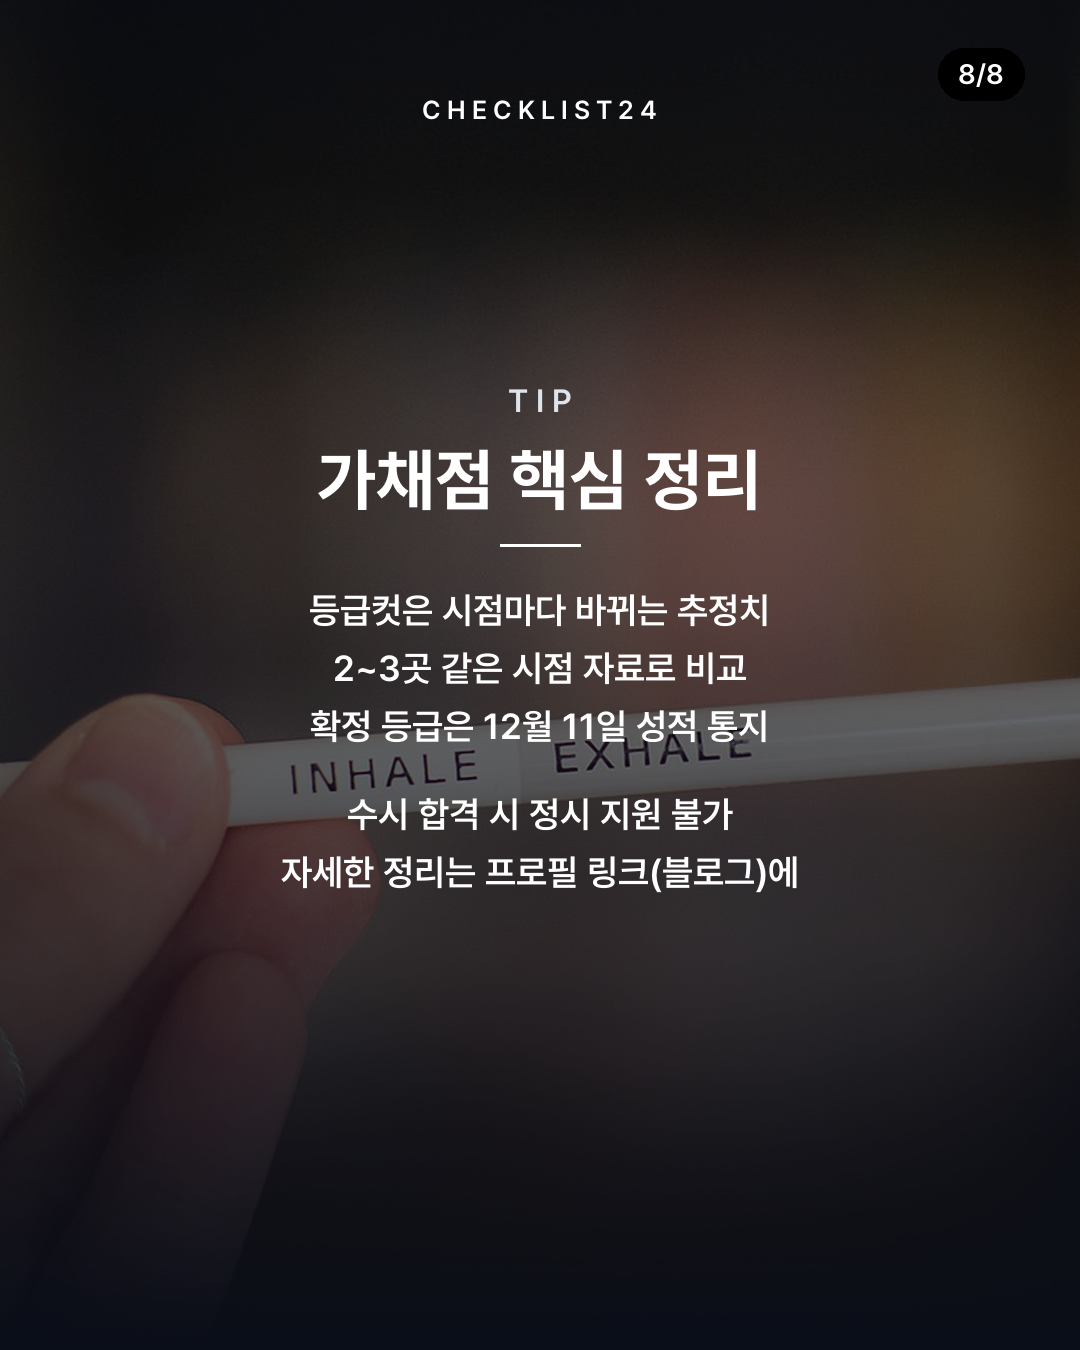 8/8
CHECKLIST24
TIP
가채점 핵심 정리
등급컷은 시점마다 바뀌는 추정치
2~3곳 같은 시점 자료로 비교
확정 등급은 12월 11일 성적 통지
INHALE EXHALE
수시 합격 시 정시 지원 불가
자세한 정리는 프로필 링크(블로그)에